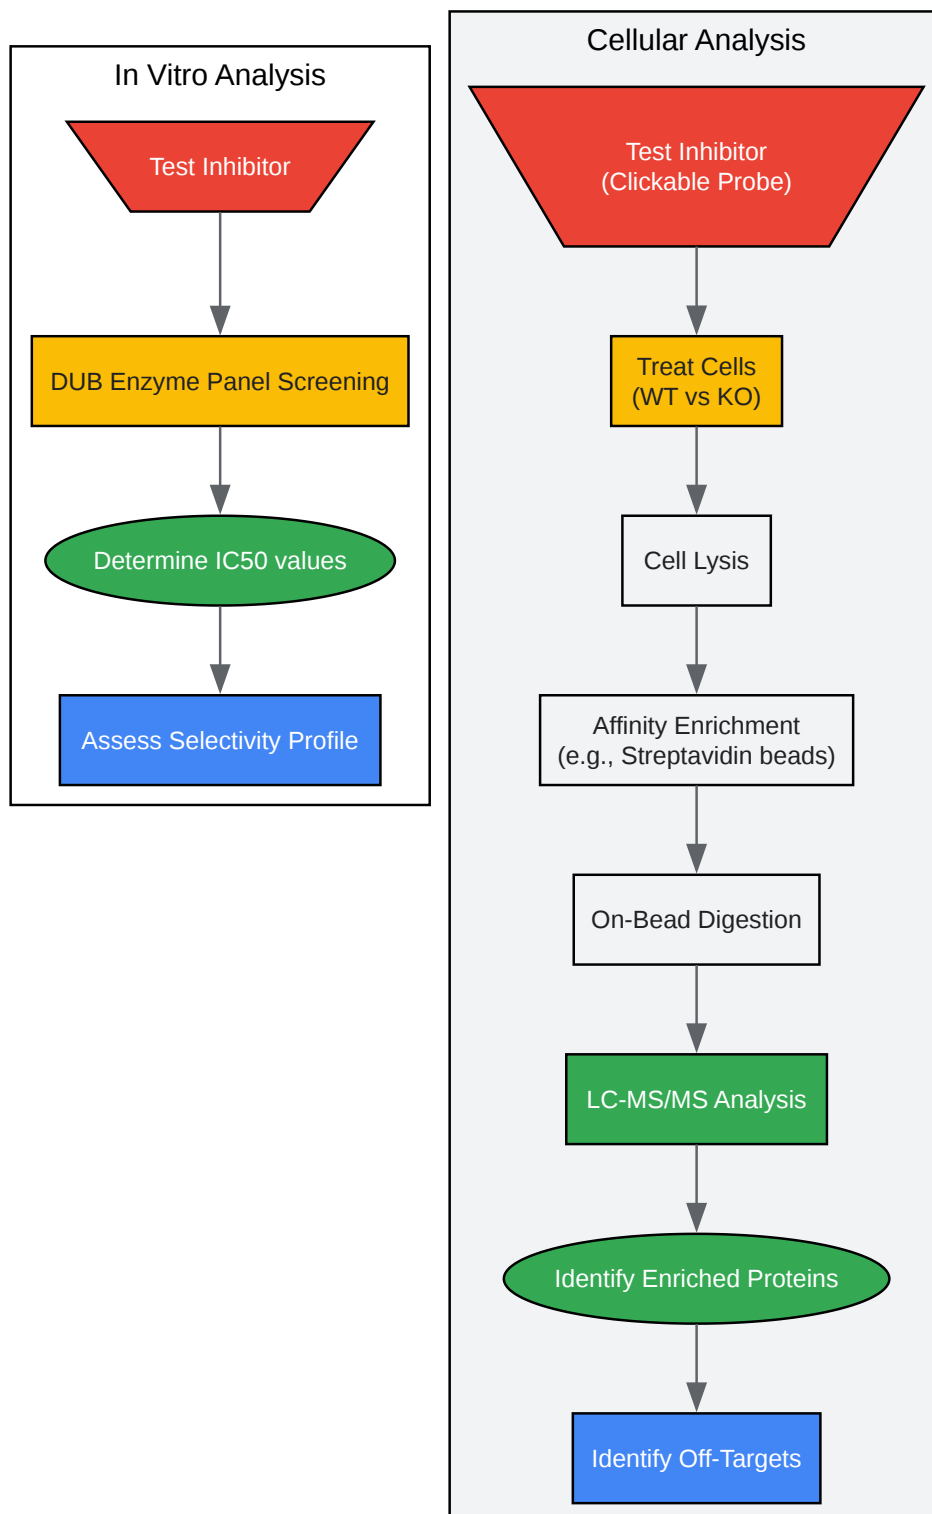 In Vitro Analysis
Test Inhibitor
DUB Enzyme Panel Screening
Determine IC50 values
Assess Selectivity Profile
Cellular Analysis
Test Inhibitor
(Clickable Probe)
Treat Cells
(WT vs KO)
Cell Lysis
Affinity Enrichment
(e.g., Streptavidin beads)
On-Bead Digestion
LC-MS/MS Analysis
Identify Enriched Proteins
Identify Off-Targets